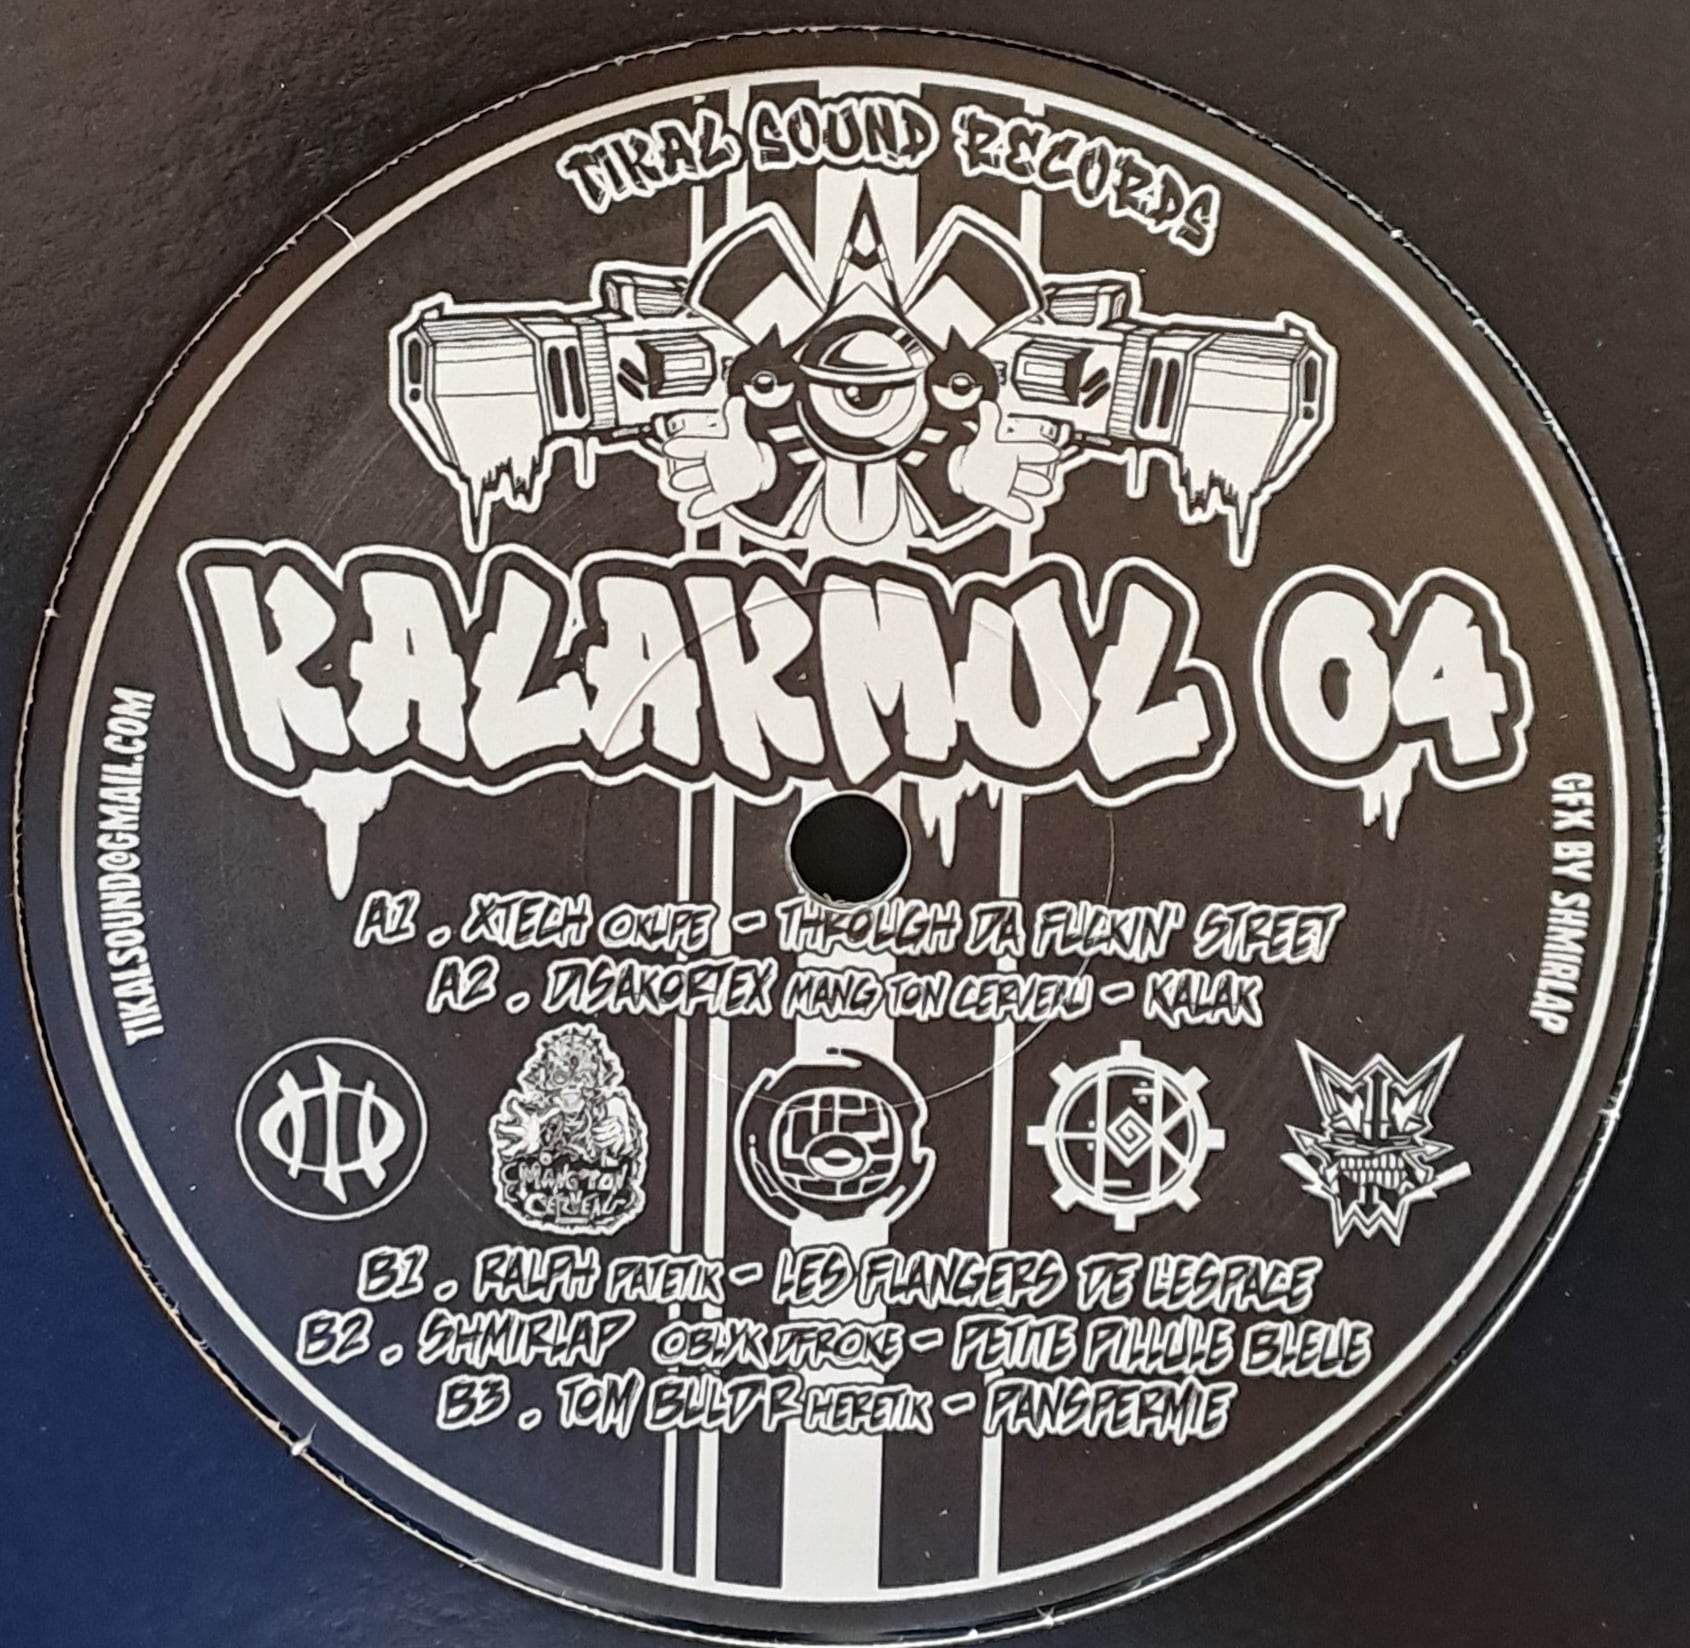 TIKAL SOUND RECORDS
KALAKMUL 04
TIKALSOUND@GMAIL.COM
GFX BY SHMIRLAP
A1 . XTECH OKUPE - THROUGH DA FUCKIN' STREET
A2 . DISAKORTEX MANG TON CERVEAU - KALAK
MANG TON
CERVEAU
B1 . RALPH PATETIK - LES FLANGERS DE L'ESPACE
B2 . SHMIRLAP OBLYK DFROKE - PETITE PILLULE BLEUE
B3 . TOM BULD'R HERETIK - PANSPERMIE